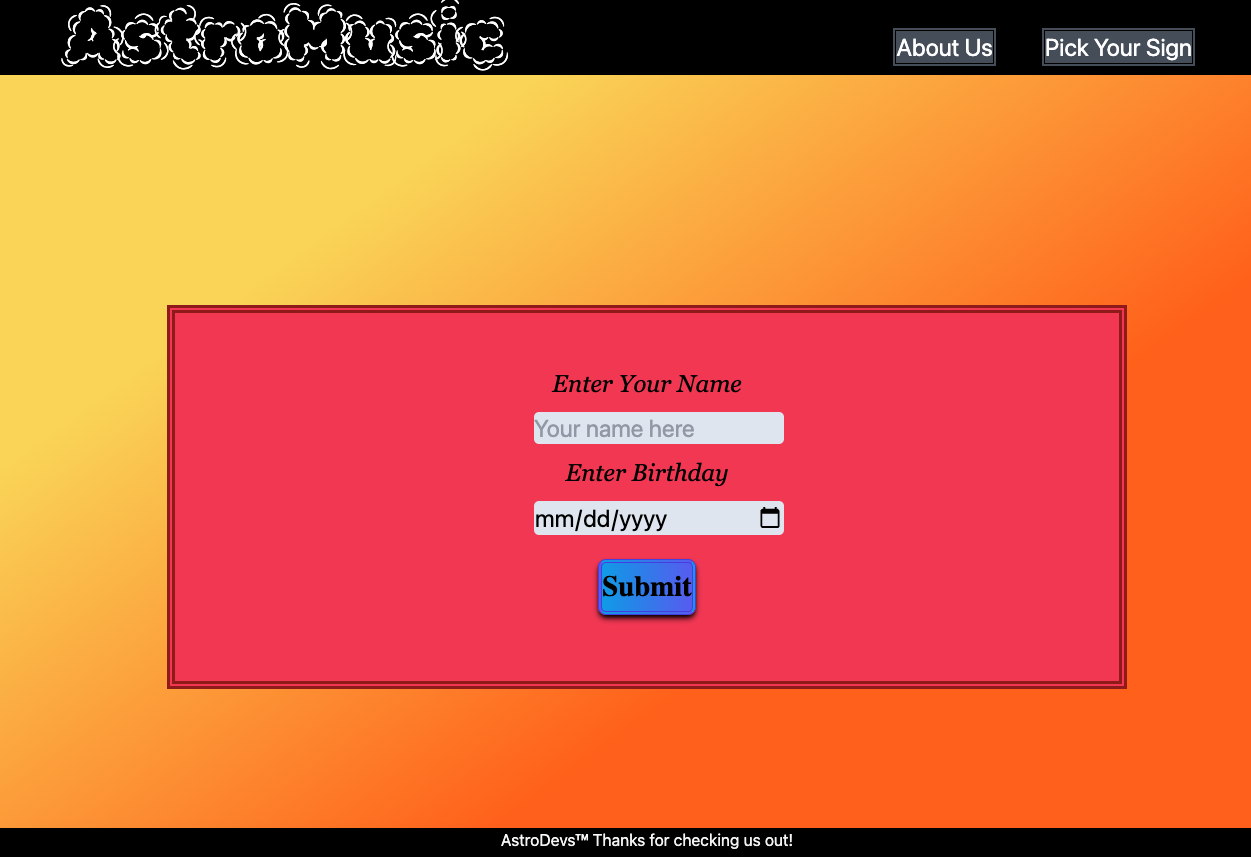 AstroMusic
About Us
Pick Your Sign
Enter Your Name
Your name here
Enter Birthday
mm/dd/yyyy
Submit
AstroDevs™ Thanks for checking us out!